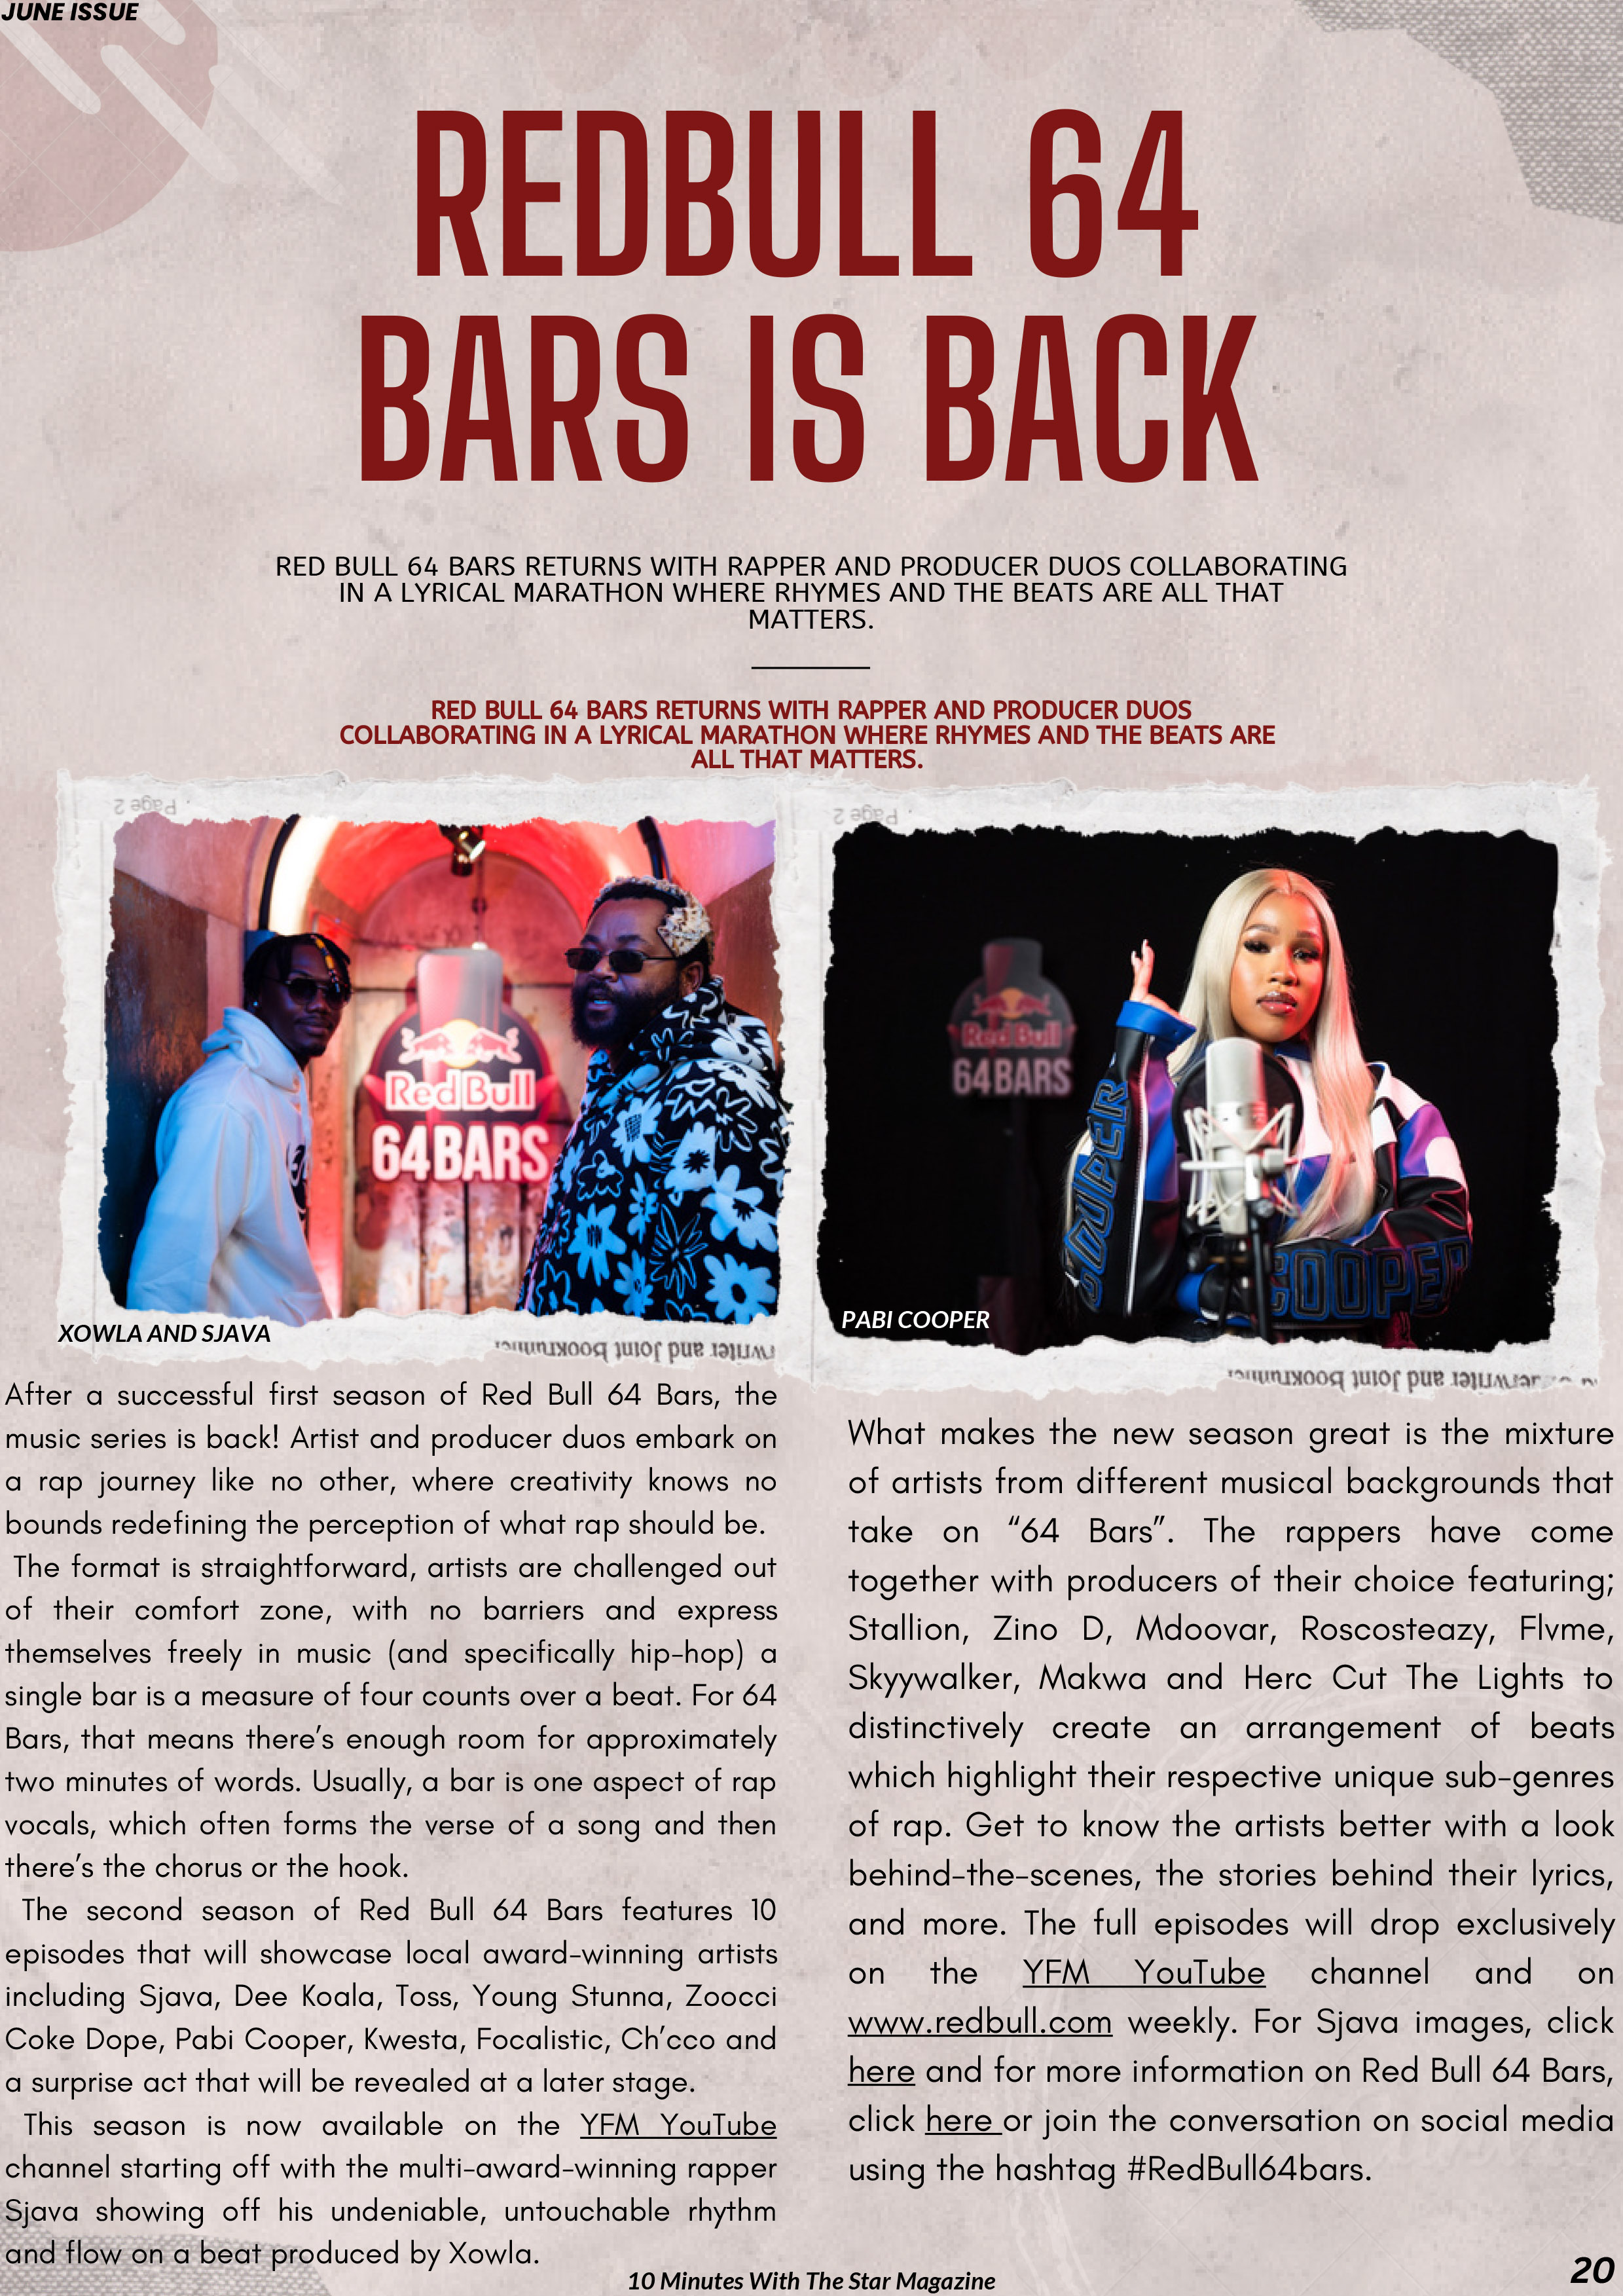 JUNE ISSUE
REDBULL 64
BARS IS BACK
RED BULL 64 BARS RETURNS WITH RAPPER AND PRODUCER DUOS COLLABORATING
IN A LYRICAL MARATHON WHERE RHYMES AND THE BEATS ARE ALL THAT
MATTERS.
RED BULL 64 BARS RETURNS WITH RAPPER AND PRODUCER DUOS
COLLABORATING IN A LYRICAL MARATHON WHERE RHYMES AND THE BEATS ARE
ALL THAT MATTERS.
Page 2
Red Bull
64 BARS
XOWLA AND SJAVA
Page 2
Red Bull
64 BARS
COOPER
PABI COOPER
After a successful first season of Red Bull 64 Bars, the
music series is back! Artist and producer duos embark on
a rap journey like no other, where creativity knows no
bounds redefining the perception of what rap should be.
The format is straightforward, artists are challenged out
of their comfort zone, with no barriers and express
themselves freely in music (and specifically hip-hop) a
single bar is a measure of four counts over a beat. For 64
Bars, that means there's enough room for approximately
two minutes of words. Usually, a bar is one aspect of rap
vocals, which often forms the verse of a song and then
there's the chorus or the hook.
The second season of Red Bull 64 Bars features 10
episodes that will showcase local award-winning artists
including Sjava, Dee Koala, Toss, Young Stunna, Zoocci
Coke Dope, Pabi Cooper, Kwesta, Focalistic, Ch'cco and
a surprise act that will be revealed at a later stage.
This season is now available on the YFM YouTube
channel starting off with the multi-award-winning rapper
Sjava showing off his undeniable, untouchable rhythm
and flow on a beat produced by Xowla.
What makes the new season great is the mixture
of artists from different musical backgrounds that
take on “64 Bars”. The rappers have come
together with producers of their choice featuring;
Stallion, Zino D, Mdoovar, Roscosteazy, Flvme,
Skyywalker, Makwa and Herc Cut The Lights to
distinctively create an arrangement of beats
which highlight their respective unique sub-genres
of rap. Get to know the artists better with a look
behind-the-scenes, the stories behind their lyrics,
and more. The full episodes will drop exclusively
on the YFM YouTube channel and on
www.redbull.com weekly. For Sjava images, click
here and for more information on Red Bull 64 Bars,
click here or join the conversation on social media
using the hashtag #RedBull64bars.
10 Minutes With The Star Magazine
20